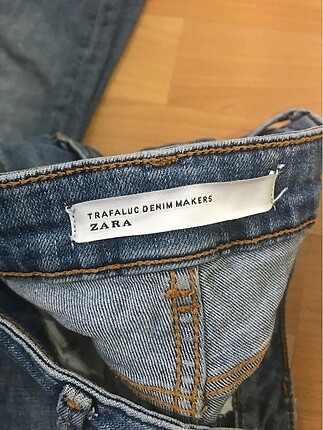 TRAFALUC DENIM MAKERS
ZARA